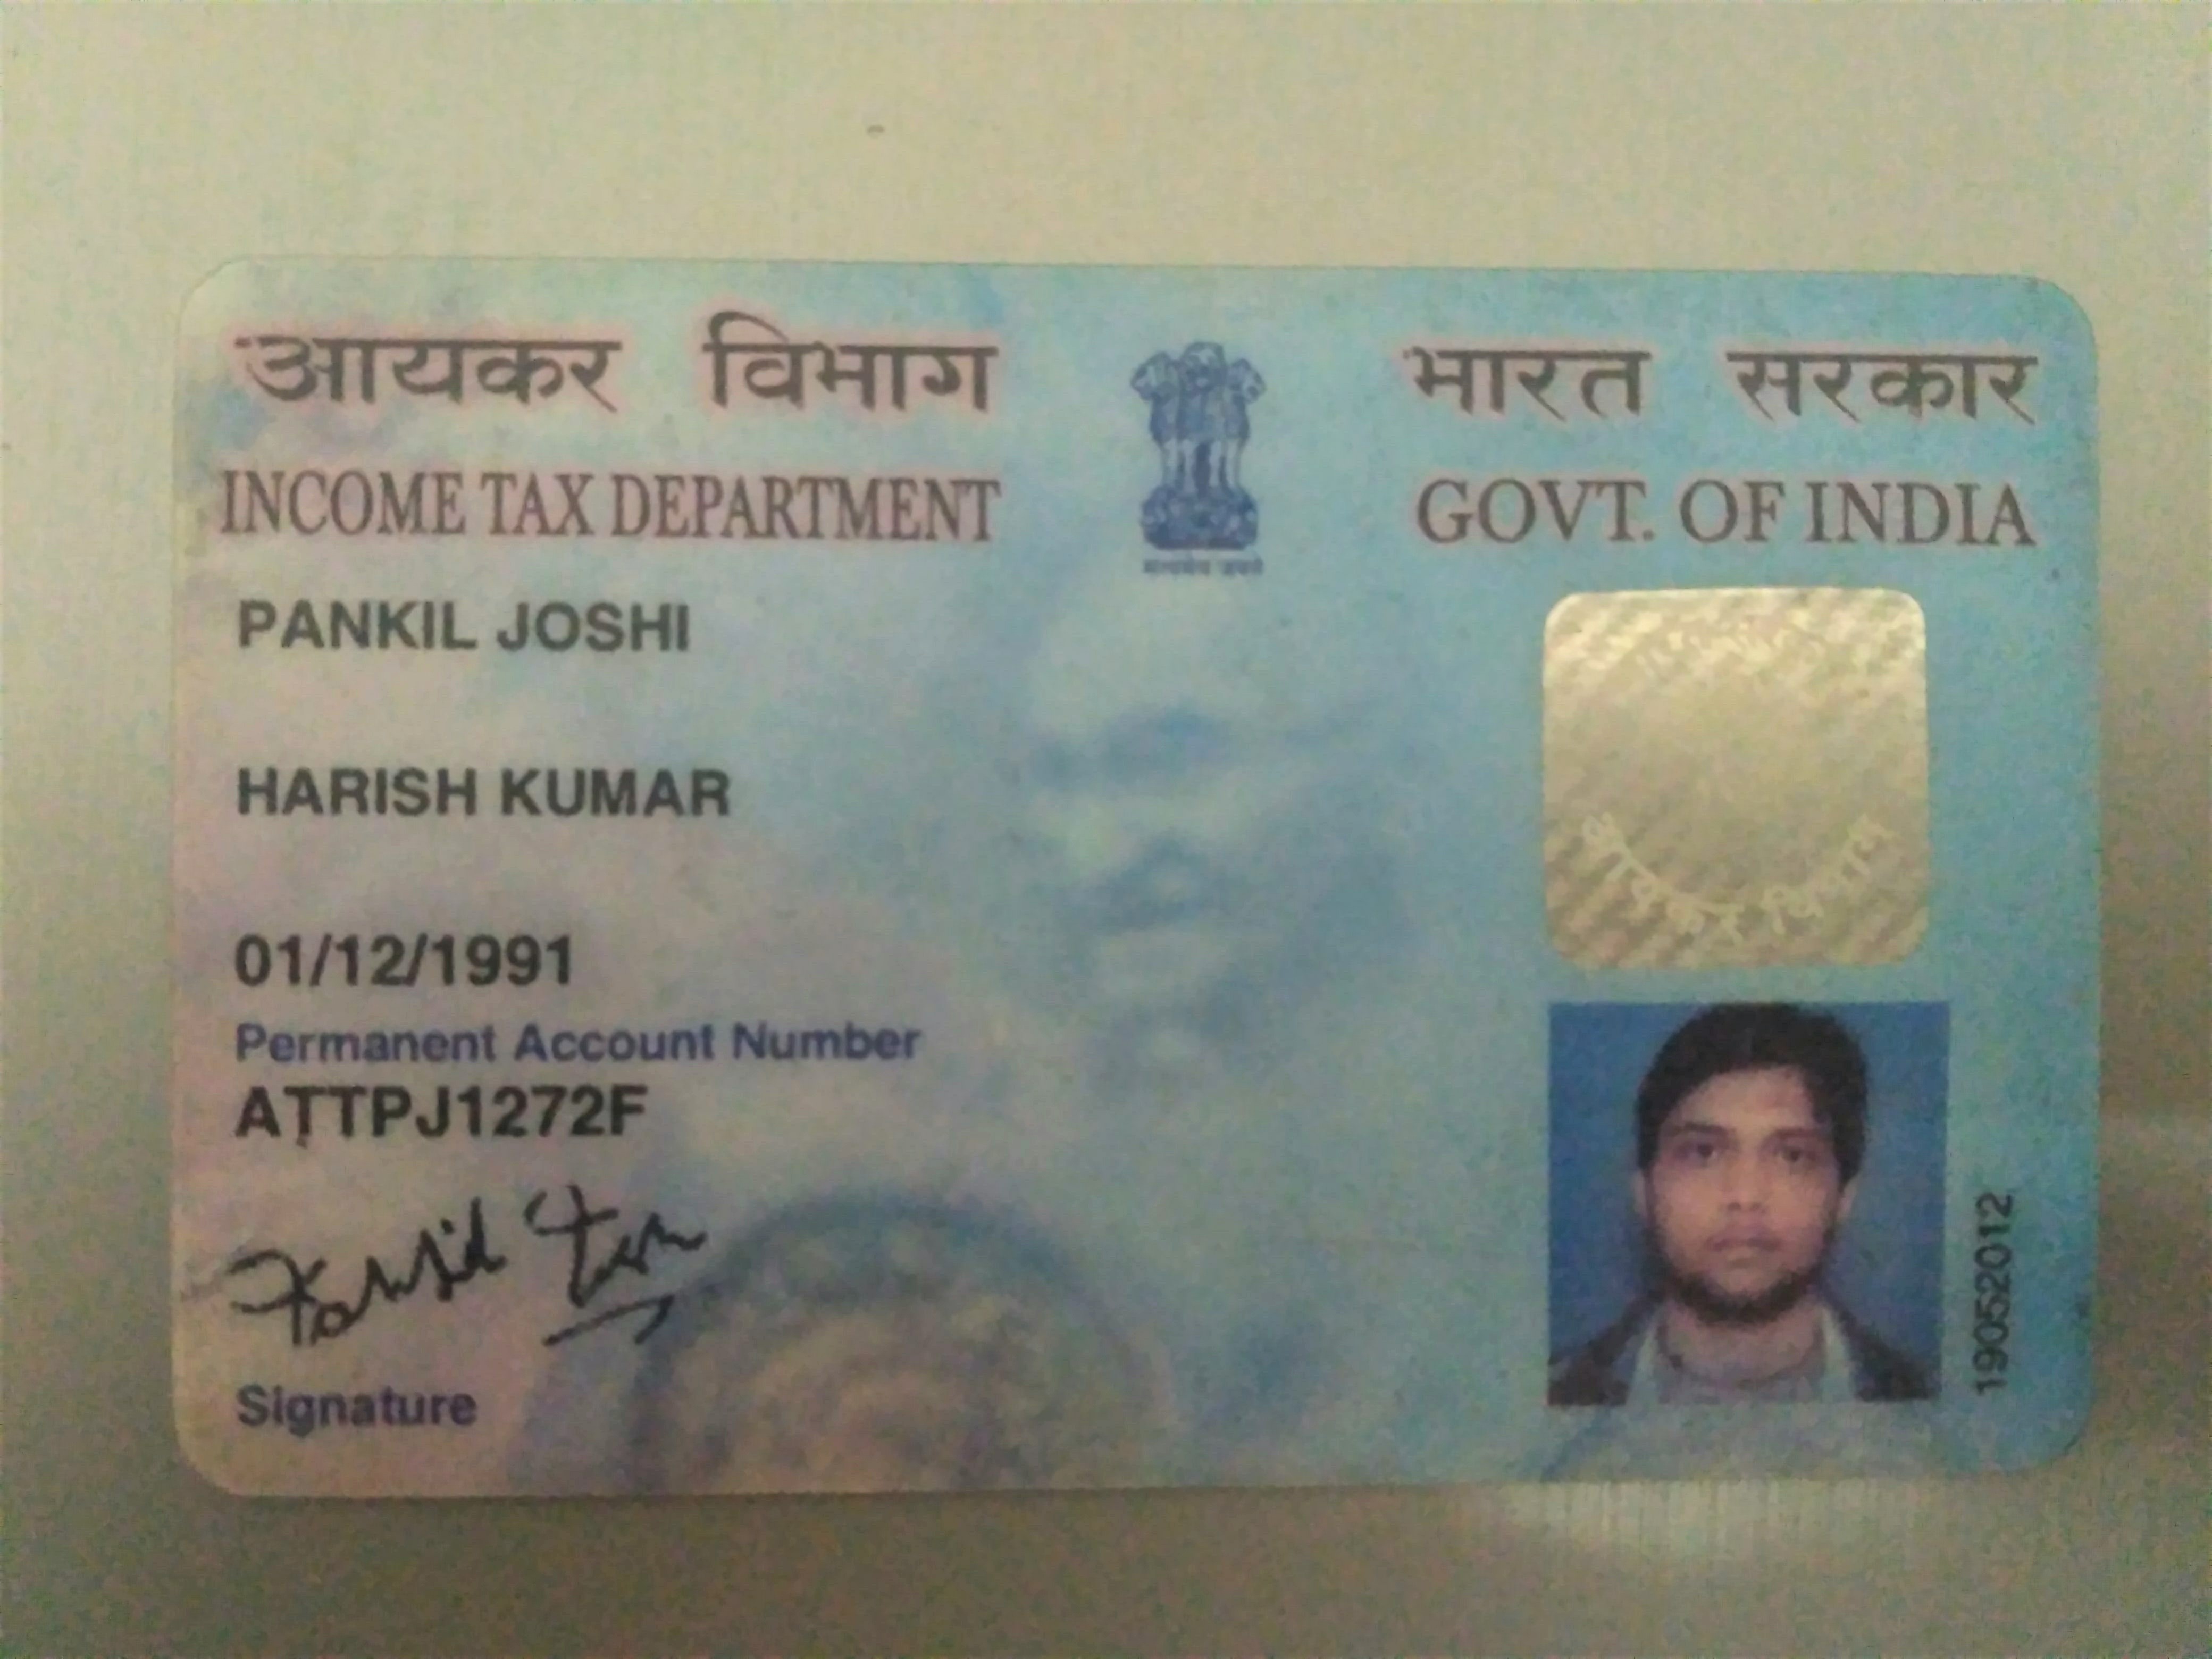 आयकर विभाग
INCOME TAX DEPARTMENT
भारत सरकार
GOVT. OF INDIA
सत्यमेव जयते
PANKIL JOSHI
HARISH KUMAR
01/12/1991
Permanent Account Number
ATTPJ1272F
Signature
आयकर विभाग
19052012